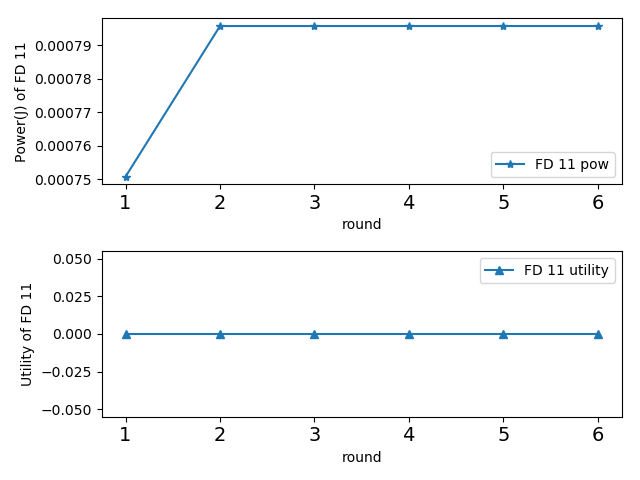 Power(J) of FD 11
0.00079
0.00078
0.00077
0.00076
0.00075
FD 11 pow
1 2 3 4 5 6
round
Utility of FD 11
0.050
0.025
0.000
−0.025
−0.050
FD 11 utility
1 2 3 4 5 6
round